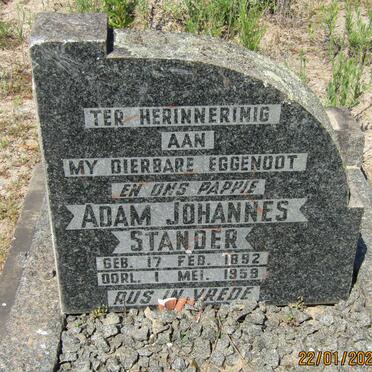 TER HERINNERINIG
AAN
MY DIERBARE EGGENOOT
EN ONS PAPPIE
ADAM JOHANNES
STANDER
GEB. 17 FEB. 1892
OORL. 1 MEI. 1959
RUS IN VREDE
22/01/202